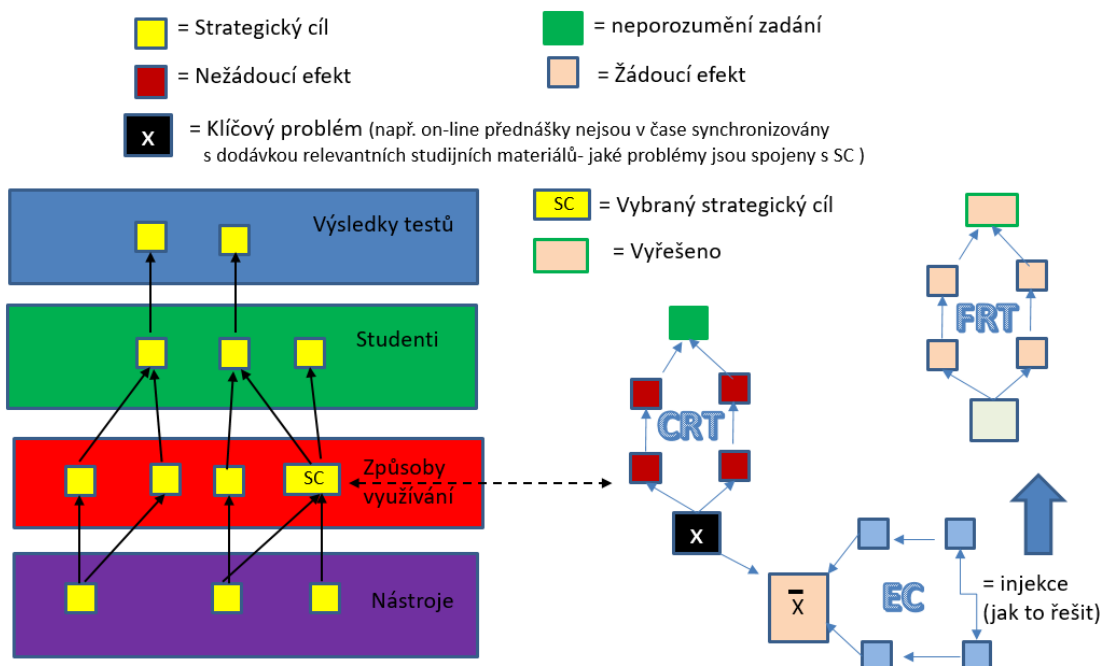 = Strategický cíl
= neporozumění zadání
= Nežádoucí efekt
= Žádoucí efekt
X
= Klíčový problém (např. on-line přednášky nejsou v čase synchronizovány
s dodávkou relevantních studijních materiálů- jaké problémy jsou spojeny s SC )
Výsledky testů
SC
= Vybraný strategický cíl
= Vyřešeno
Studenti
FRT
CRT
SC
Způsoby
využívání
X
Nástroje
X̅
EC
= injekce
(jak to řešit)